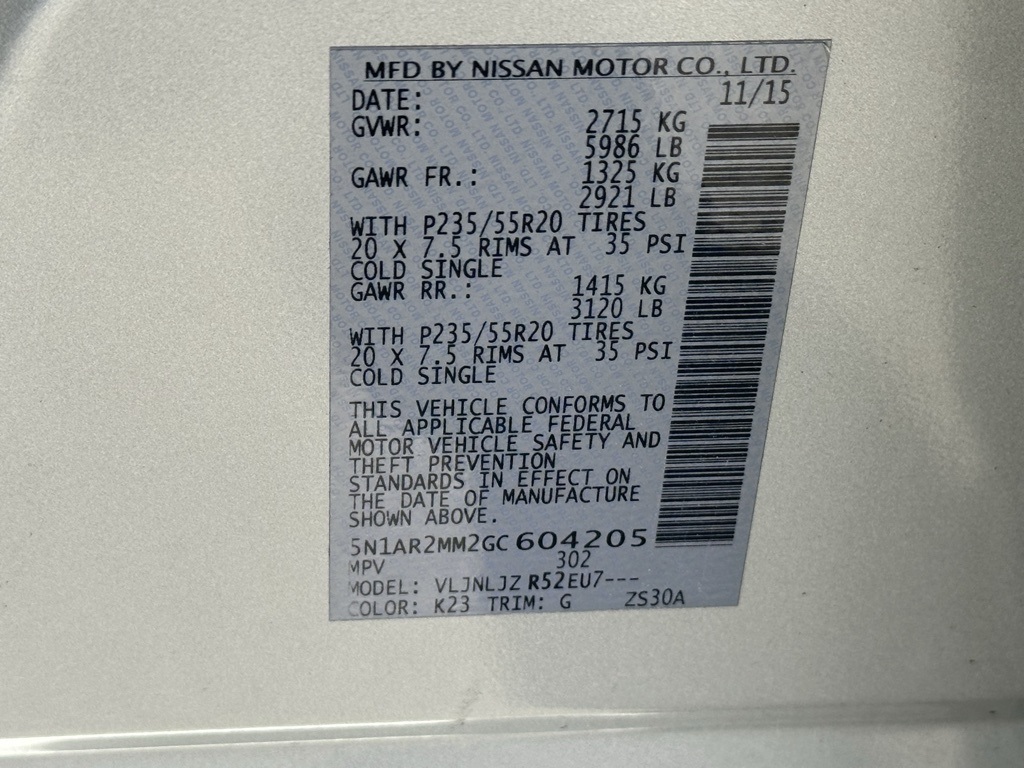 MFD BY NISSAN MOTOR CO., LTD.
DATE: 11/15
GVWR: 2715 KG
5986 LB
GAWR FR.: 1325 KG
2921 LB
WITH P235/55R20 TIRES
20 X 7.5 RIMS AT 35 PSI
COLD SINGLE
GAWR RR.: 1415 KG
3120 LB
WITH P235/55R20 TIRES
20 X 7.5 RIMS AT 35 PSI
COLD SINGLE
THIS VEHICLE CONFORMS TO
ALL APPLICABLE FEDERAL
MOTOR VEHICLE SAFETY AND
THEFT PREVENTION
STANDARDS IN EFFECT ON
THE DATE OF MANUFACTURE
SHOWN ABOVE.
5N1AR2MM2GC604205
MPV 302
MODEL: VLJNLJZ R52EU7---
COLOR: K23 TRIM: G ZS30A